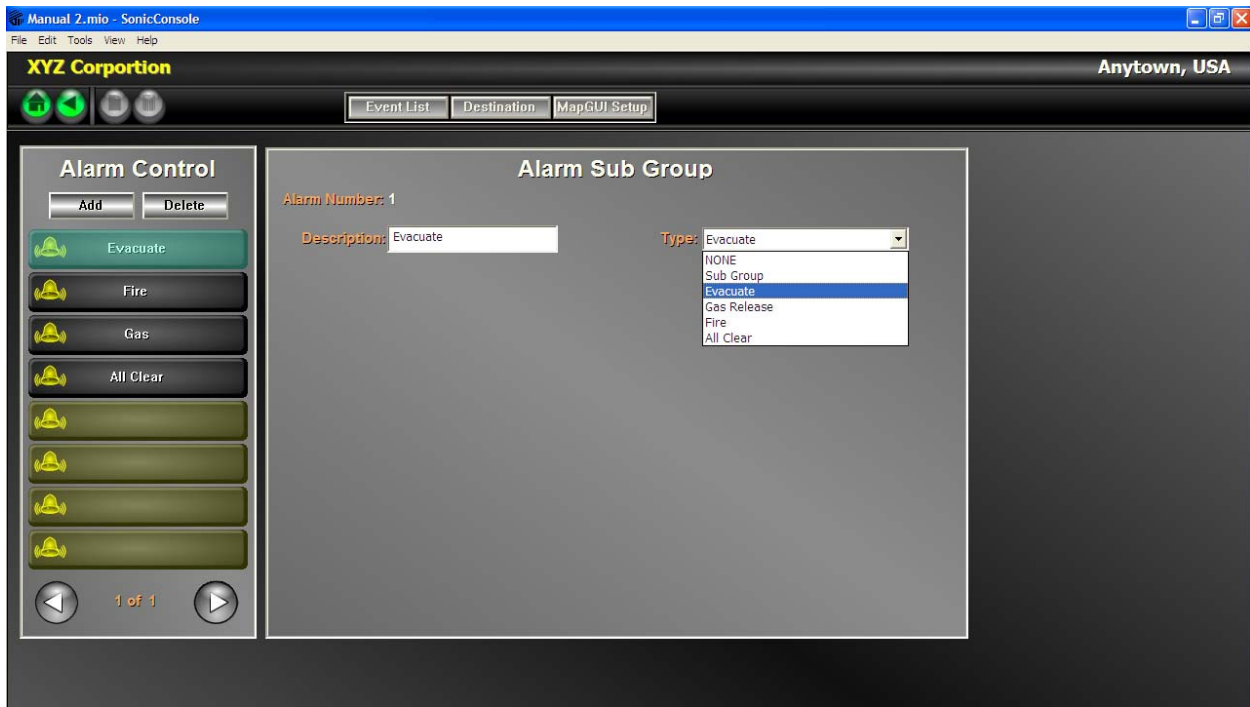 Manual 2.mio - SonicConsole
File Edit Tools View Help
XYZ Corportion
Anytown, USA
Event List Destination MapGUI Setup
Alarm Control
Add Delete
Evacuate
Fire
Gas
All Clear
1 of 1
Alarm Sub Group
Alarm Number: 1
Description: Evacuate
Type: Evacuate
NONE
Sub Group
Evacuate
Gas Release
Fire
All Clear